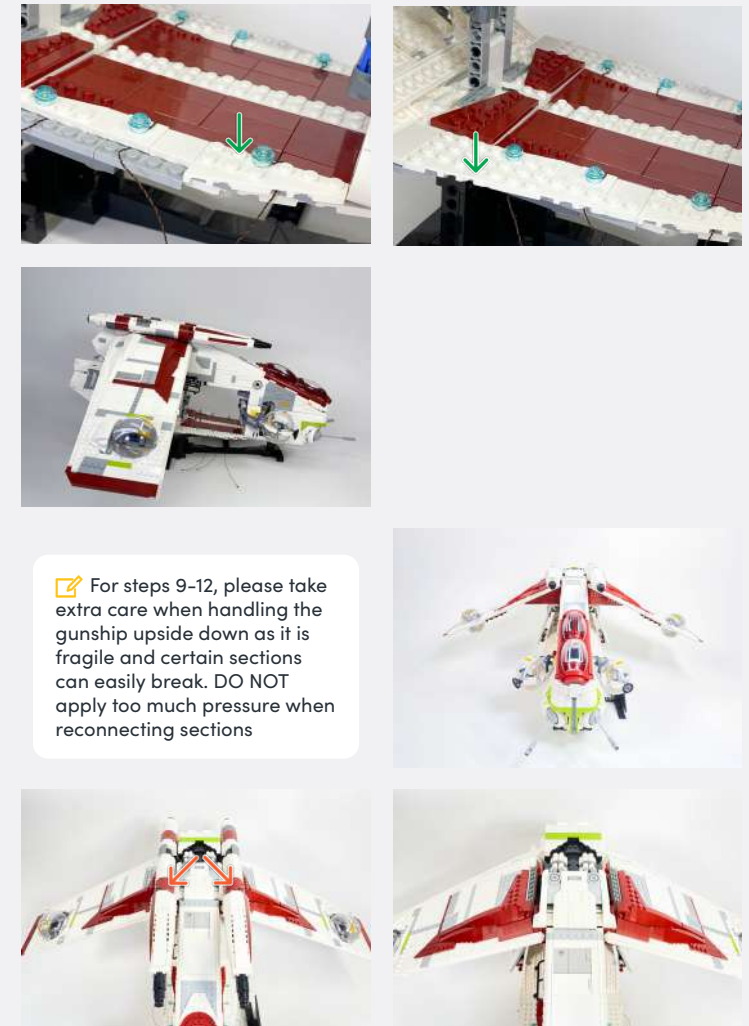 For steps 9-12, please take
extra care when handling the
gunship upside down as it is
fragile and certain sections
can easily break. DO NOT
apply too much pressure when
reconnecting sections